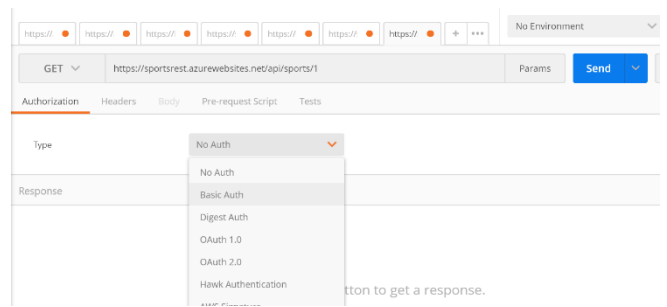 https:// https:// https:// https:// https:// https:// https:// + ••• No Environment
GET https://sportsrest.azurewebsites.net/api/sports/1 Params Send
Authorization Headers Body Pre-request Script Tests
Type No Auth
No Auth
Response
Basic Auth
Digest Auth
OAuth 1.0
OAuth 2.0
Hawk Authentication
tton to get a response.
AWS Signature